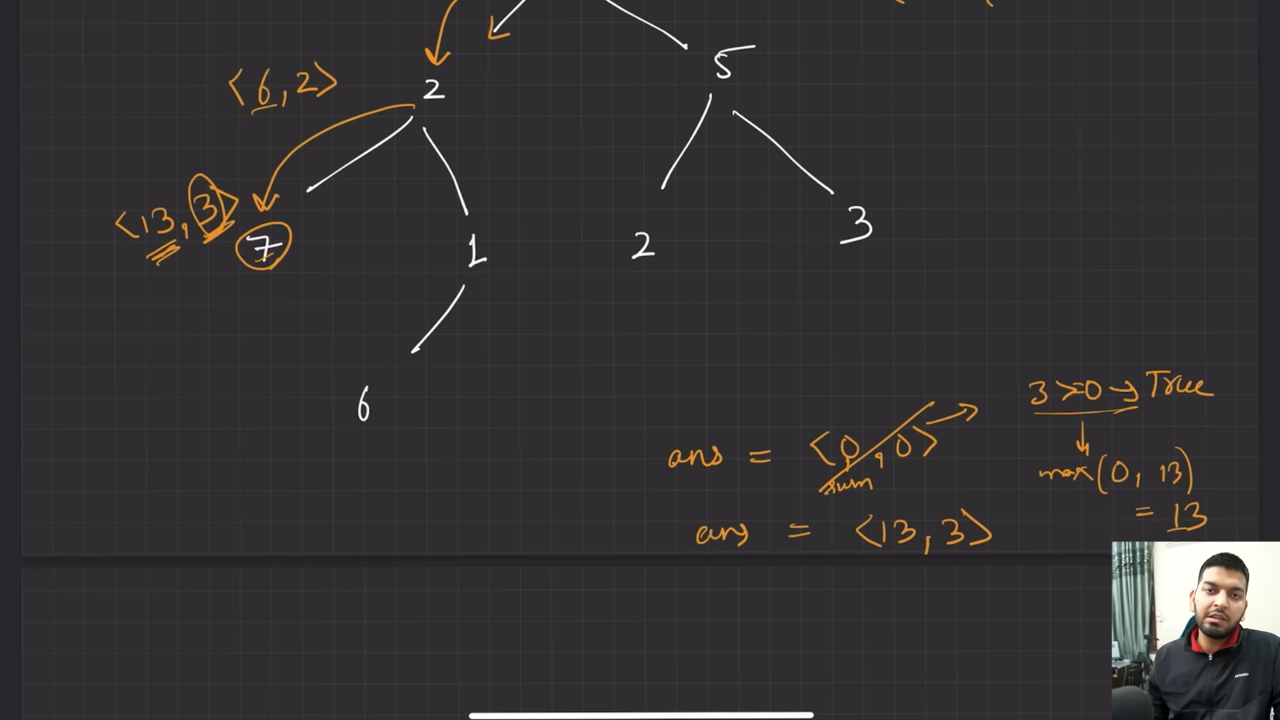 5
<6, 2>
2
<13, 3>
7
1
2
3
6
3 >= 0 → True
ans = <0, 0>
sum
max(0, 13)
= 13
ans = <13, 3>